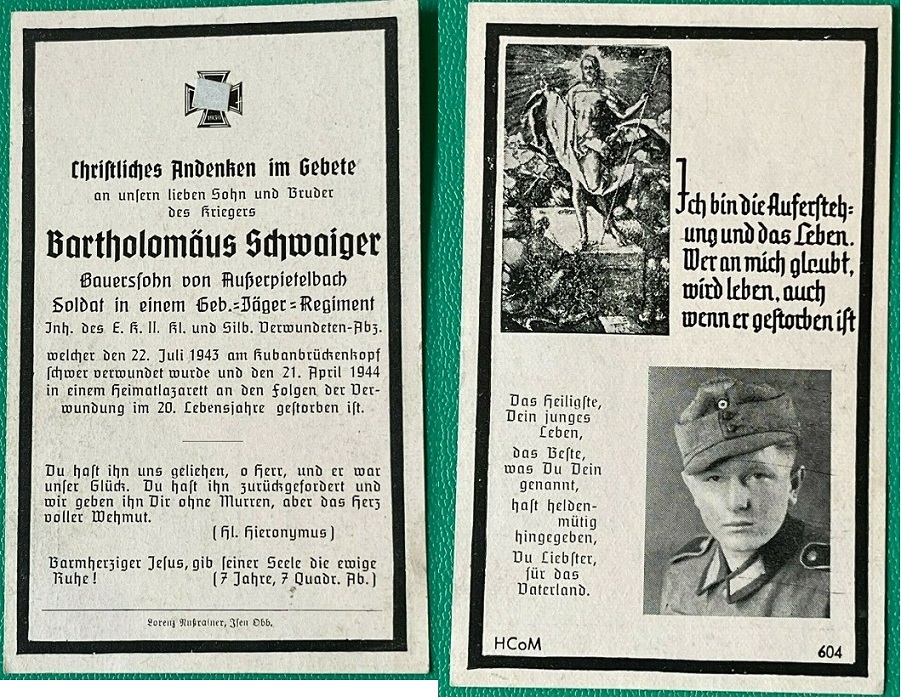 Christliches Andenken im Gebete
an unsern lieben Sohn und Bruder
des Kriegers
Bartholomäus Schwaiger
Bauerssohn von Außerpietelbach
Soldat in einem Geb.=Jäger=Regiment
Inh. des E. K. II. Kl. und Silb. Verwundeten-Abz.
welcher den 22. Juli 1943 am Kubanbrückenkopf
schwer verwundet wurde und den 21. April 1944
in einem Heimatlazarett an den Folgen der Ver-
wundung im 20. Lebensjahre gestorben ist.
Du hast ihn uns geliehen, o Herr, und er war
unser Glück. Du hast ihn zurückgefordert und
wir geben ihn Dir ohne Murren, aber das Herz
voller Wehmut.
(Hl. Hieronymus)
Barmherziger Jesus, gib seiner Seele die ewige
Ruhe! (7 Jahre, 7 Quadr. Ab.)
Lorenz Nußrainer, Isen Obb.
Ich bin die Aufersteh=
ung und das Leben.
Wer an mich glaubt,
wird leben, auch
wenn er gestorben ist
Das Heiligste,
Dein junges
Leben,
das Beste,
was Du Dein
genannt,
hast helden-
mütig
hingegeben,
Du Liebster,
für das
Vaterland.
HCoM
604